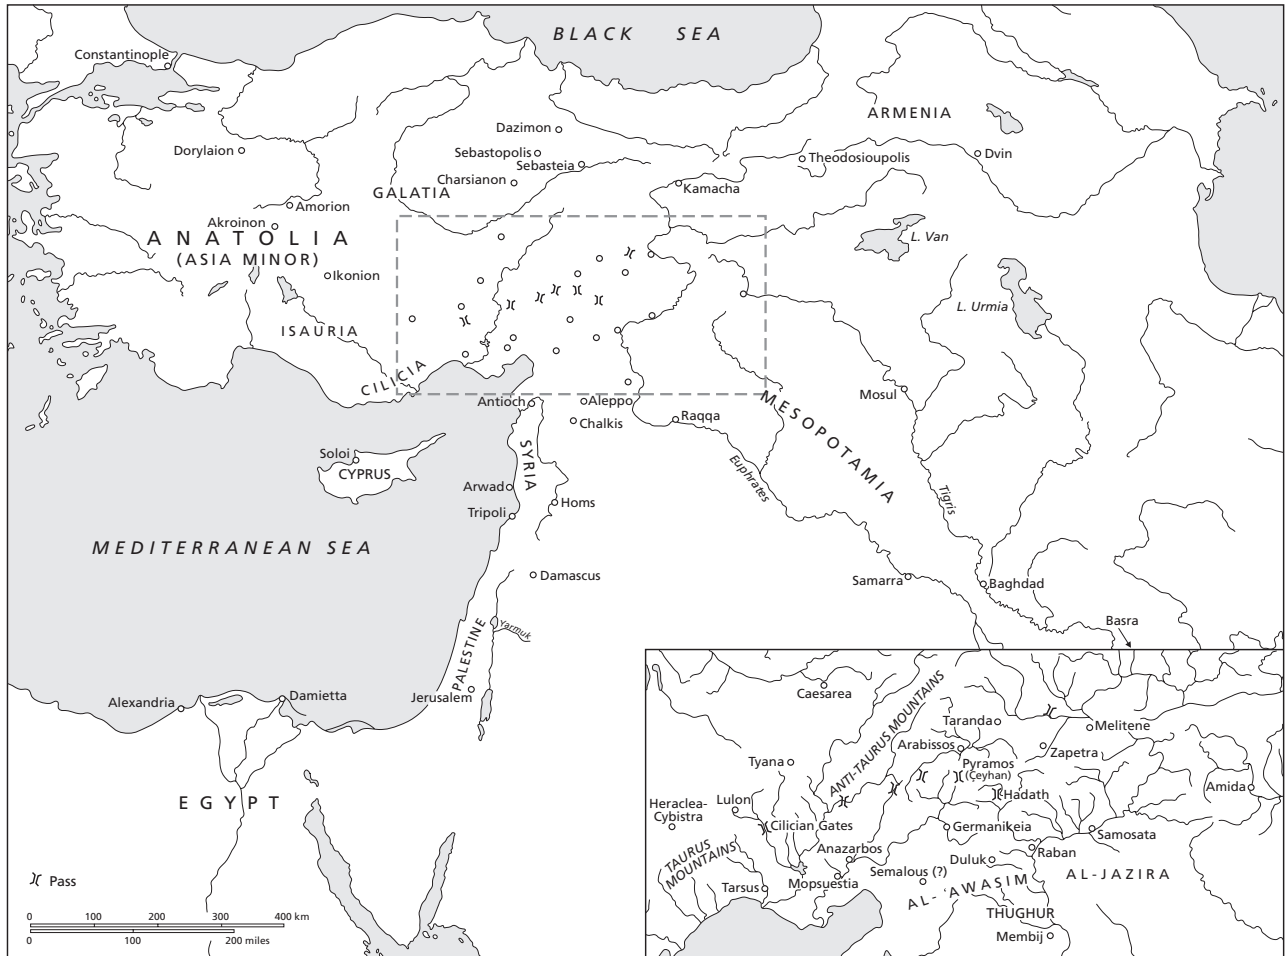 BLACK SEA
Constantinople
ARMENIA
Dazimon
Dorylaion
Sebastopolis
Sebasteia
Theodosioupolis
Dvin
Charsianon
GALATIA
Kamacha
Amorion
Akroinon
ANATOLIA
(ASIA MINOR)
L. Van
Ikonion
L. Urmia
ISAURIA
CILICIA
Mosul
Antioch
Aleppo
MESOPOTAMIA
Chalkis
Raqqa
SYRIA
Soloi
CYPRUS
Euphrates
Arwad
Homs
Tigris
Tripoli
MEDITERRANEAN SEA
Damascus
Samarra
Baghdad
Basra
Yarmuk
PALESTINE
Jerusalem
Alexandria
Damietta
EGYPT
Pass
0 100 200 300 400 km
0 100 200 miles
Caesarea
ANTI-TAURUS MOUNTAINS
Taranda
Melitene
Arabissos
Zapetra
Tyana
Pyramos
(Çeyhan)
Amida
Heraclea-
Cybistra
Lulon
Hadath
Cilician Gates
Germanikeia
Samosata
TAURUS
MOUNTAINS
Anazarbos
Raban
Duluk
Semalous (?)
AL-JAZIRA
Tarsus
Mopsuestia
AL-'AWASIM
THUGHUR
Membij